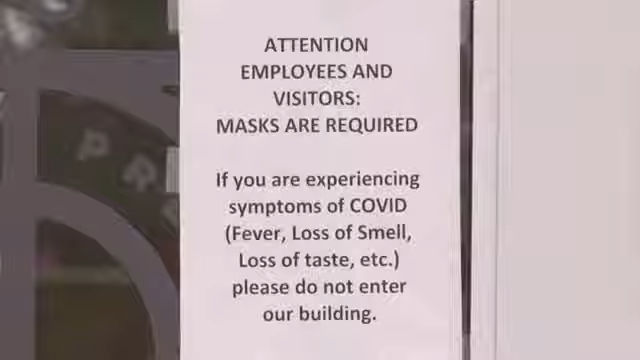 ATTENTION
EMPLOYEES AND
VISITORS:
MASKS ARE REQUIRED
If you are experiencing
symptoms of COVID
(Fever, Loss of Smell,
Loss of taste, etc.)
please do not enter
our building.